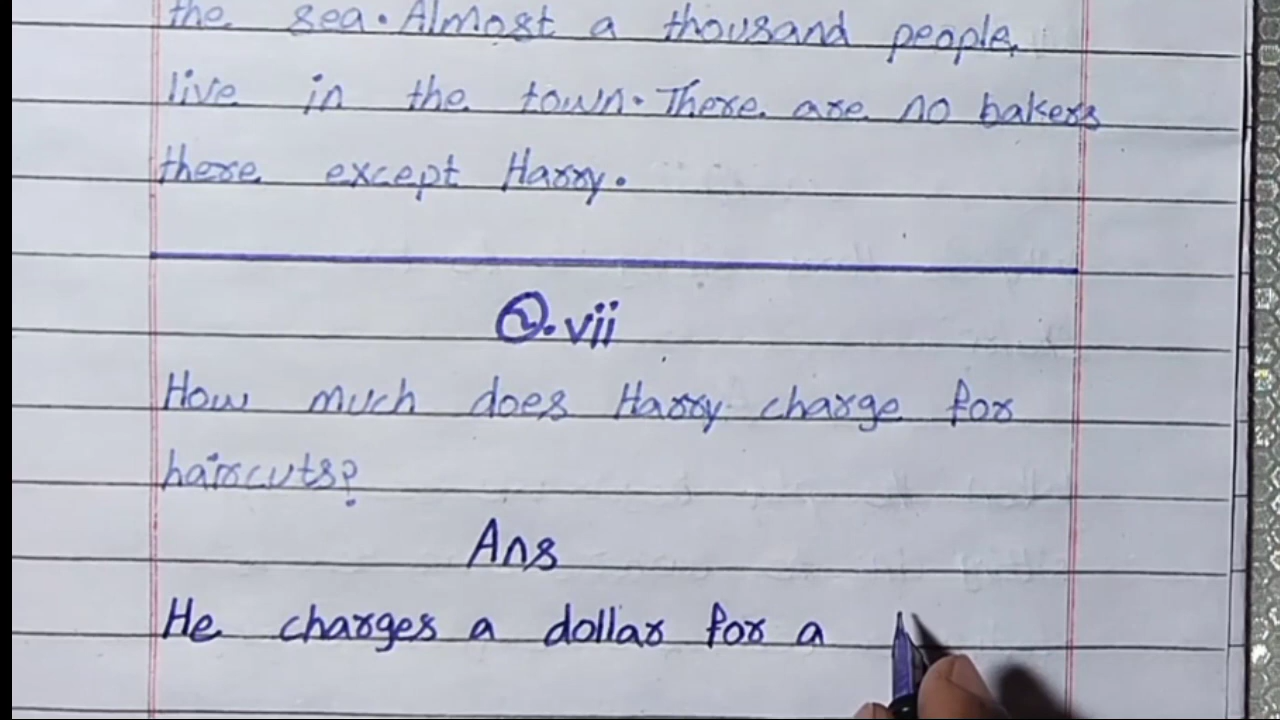 the sea. Almost a thousand people
live in the town. There are no bakers
there except Harry.
Q.vii
How much does Harry charge for
haircuts?
Ans
He charges a dollar for a